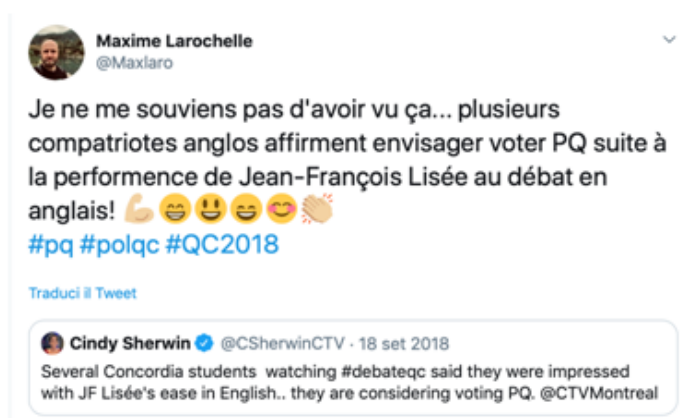 Maxime Larochelle
@Maxlaro
Je ne me souviens pas d'avoir vu ça... plusieurs
compatriotes anglos affirment envisager voter PQ suite à
la performence de Jean-François Lisée au débat en
anglais! 💪🏼😁😃😄😊👏🏼
#pq #polqc #QC2018
Traduci il Tweet
Cindy Sherwin @CSherwinCTV · 18 set 2018
Several Concordia students watching #debateqc said they were impressed
with JF Lisée's ease in English.. they are considering voting PQ. @CTVMontreal